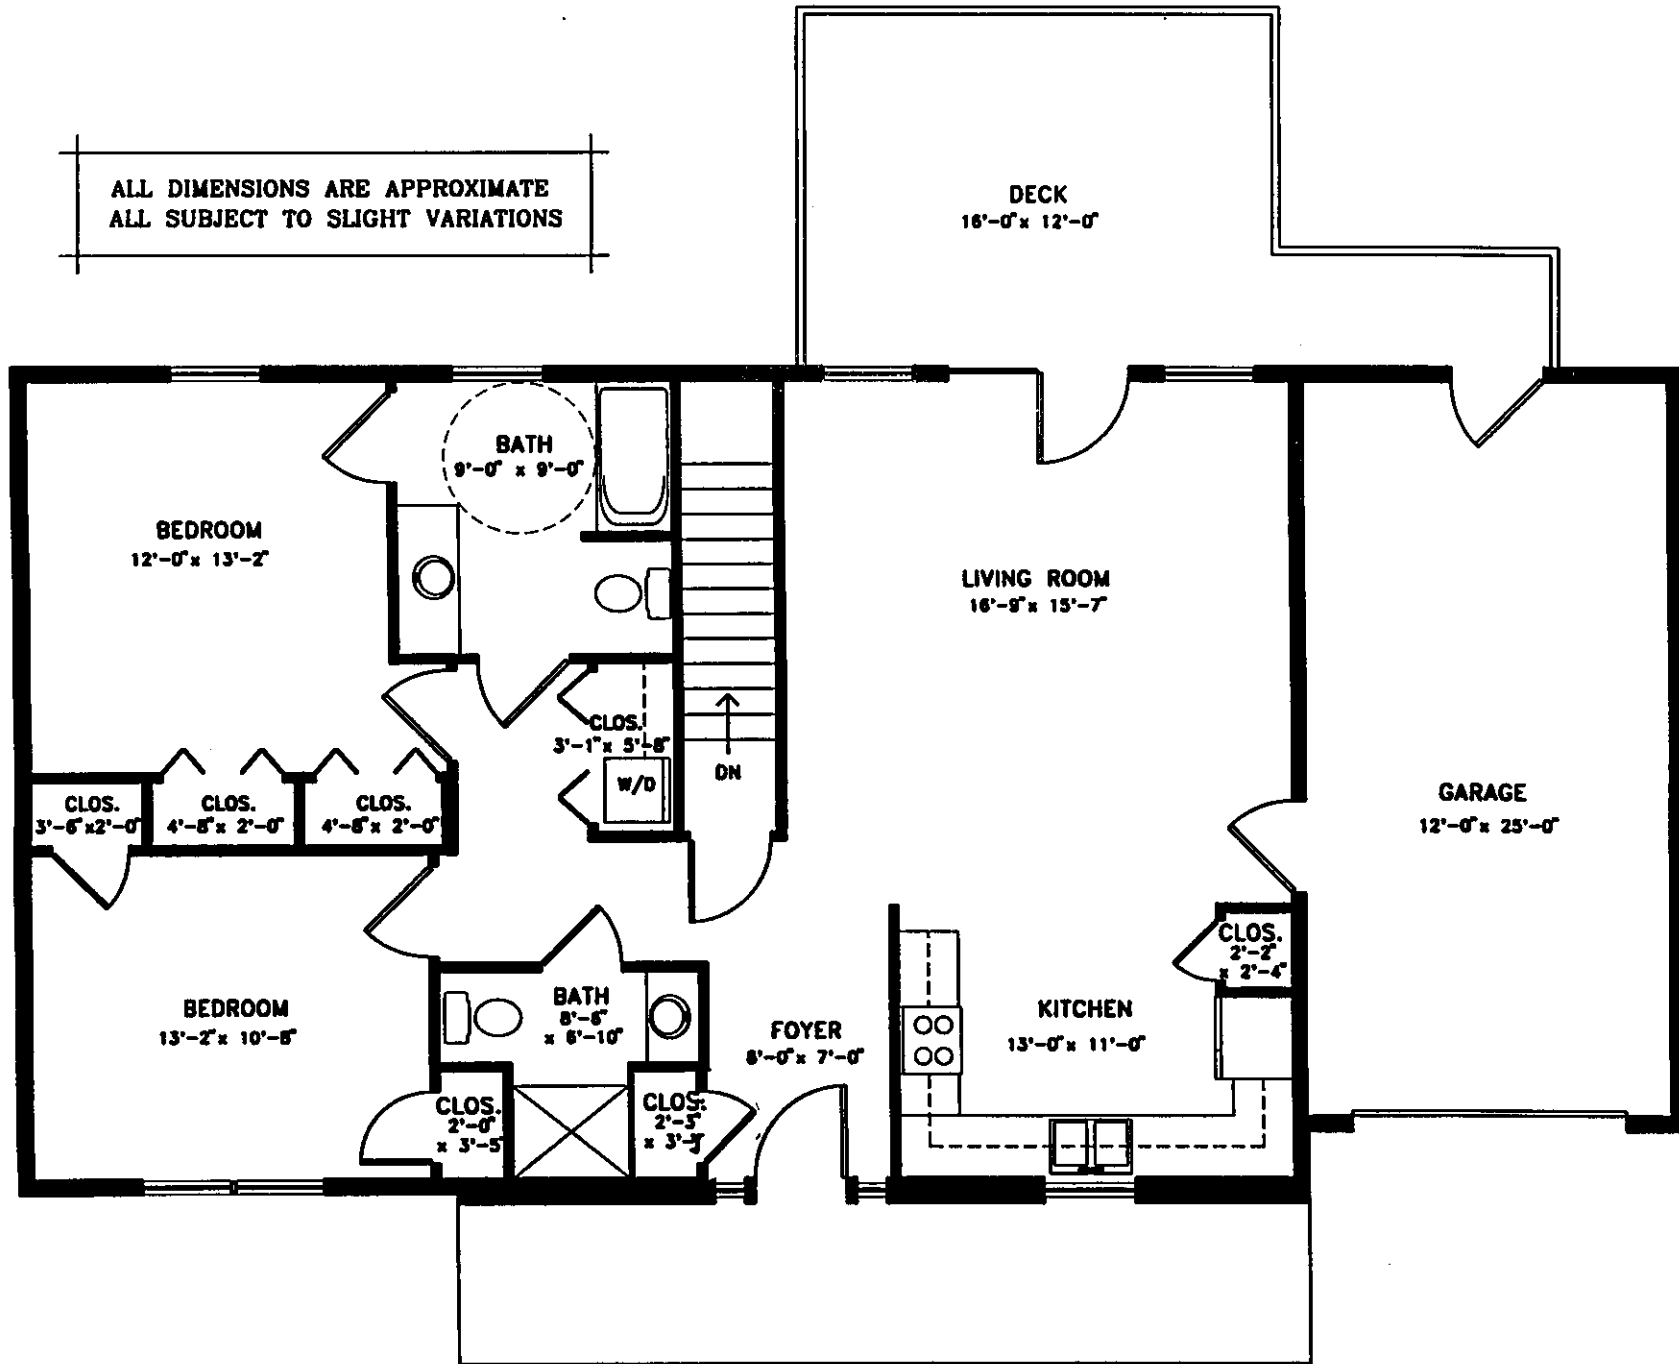 ALL DIMENSIONS ARE APPROXIMATE
ALL SUBJECT TO SLIGHT VARIATIONS
DECK
16'-0" x 12'-0"
BATH
9'-0" x 9'-0"
BEDROOM
12'-0" x 13'-2"
LIVING ROOM
16'-9" x 15'-7"
CLOS.
3'-1" x 5'-8"
W/D
DN
CLOS.
3'-6" x 2'-0"
CLOS.
4'-8" x 2'-0"
CLOS.
4'-8" x 2'-0"
GARAGE
12'-0" x 25'-0"
CLOS.
2'-2"
x 2'-4"
BEDROOM
13'-2" x 10'-8"
BATH
8'-6"
x 6'-10"
FOYER
6'-0" x 7'-0"
KITCHEN
13'-0" x 11'-0"
CLOS.
2'-0"
x 3'-5
CLOS.
2'-3"
x 3'-